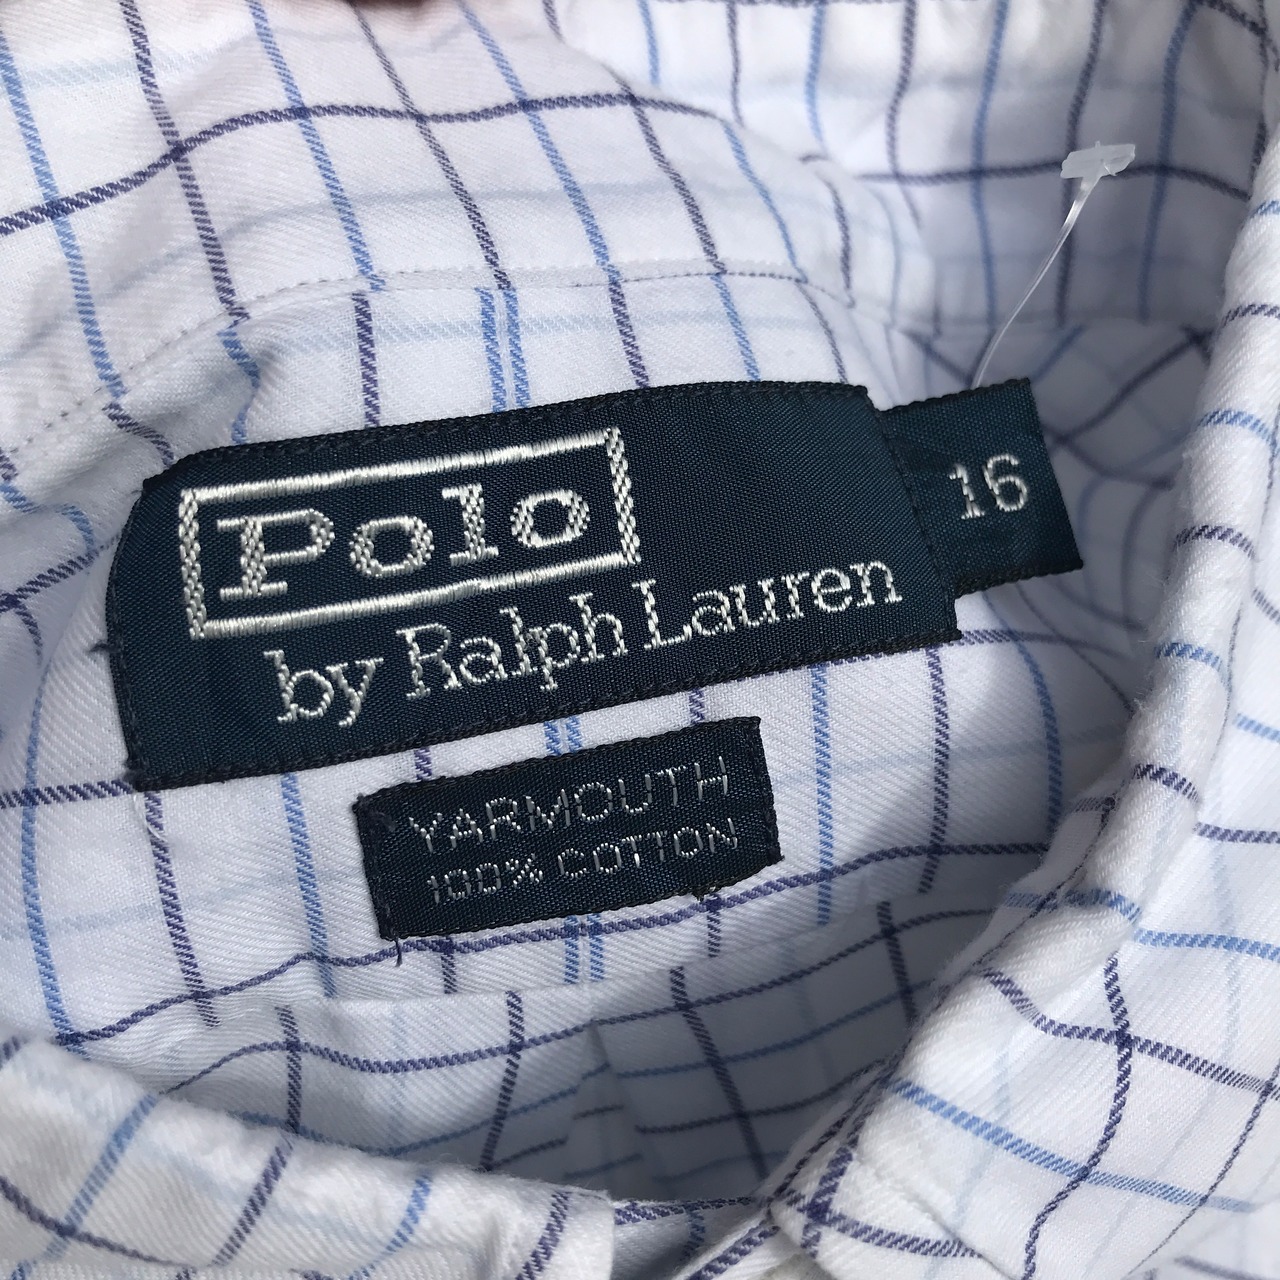 Polo
by Ralph Lauren
16
YARMOUTH
100% COTTON